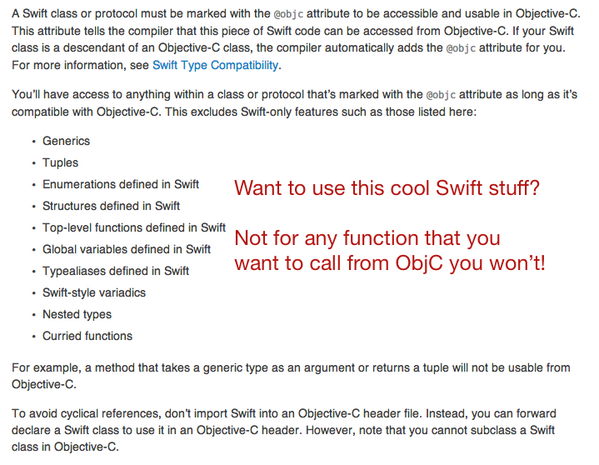 A Swift class or protocol must be marked with the @objc attribute to be accessible and usable in Objective-C.
This attribute tells the compiler that this piece of Swift code can be accessed from Objective-C. If your Swift
class is a descendant of an Objective-C class, the compiler automatically adds the @objc attribute for you.
For more information, see Swift Type Compatibility.
You'll have access to anything within a class or protocol that's marked with the @objc attribute as long as it's
compatible with Objective-C. This excludes Swift-only features such as those listed here:
• Generics
• Tuples
• Enumerations defined in Swift
• Structures defined in Swift
• Top-level functions defined in Swift
• Global variables defined in Swift
• Typealiases defined in Swift
• Swift-style variadics
• Nested types
• Curried functions
Want to use this cool Swift stuff?
Not for any function that you
want to call from ObjC you won't!
For example, a method that takes a generic type as an argument or returns a tuple will not be usable from
Objective-C.
To avoid cyclical references, don't import Swift into an Objective-C header file. Instead, you can forward
declare a Swift class to use it in an Objective-C header. However, note that you cannot subclass a Swift
class in Objective-C.